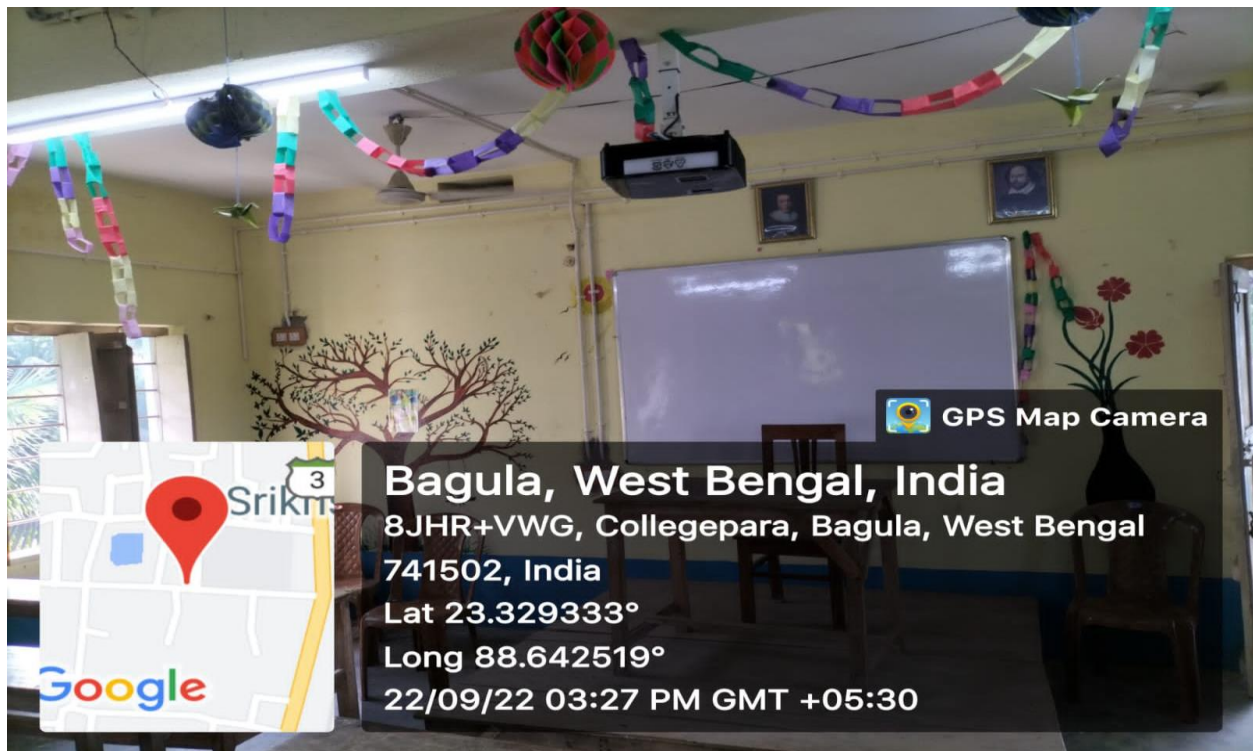 GPS Map Camera
Bagula, West Bengal, India
8JHR+VWG, Collegepara, Bagula, West Bengal
741502, India
Lat 23.329333°
Long 88.642519°
22/09/22 03:27 PM GMT +05:30
3
Google